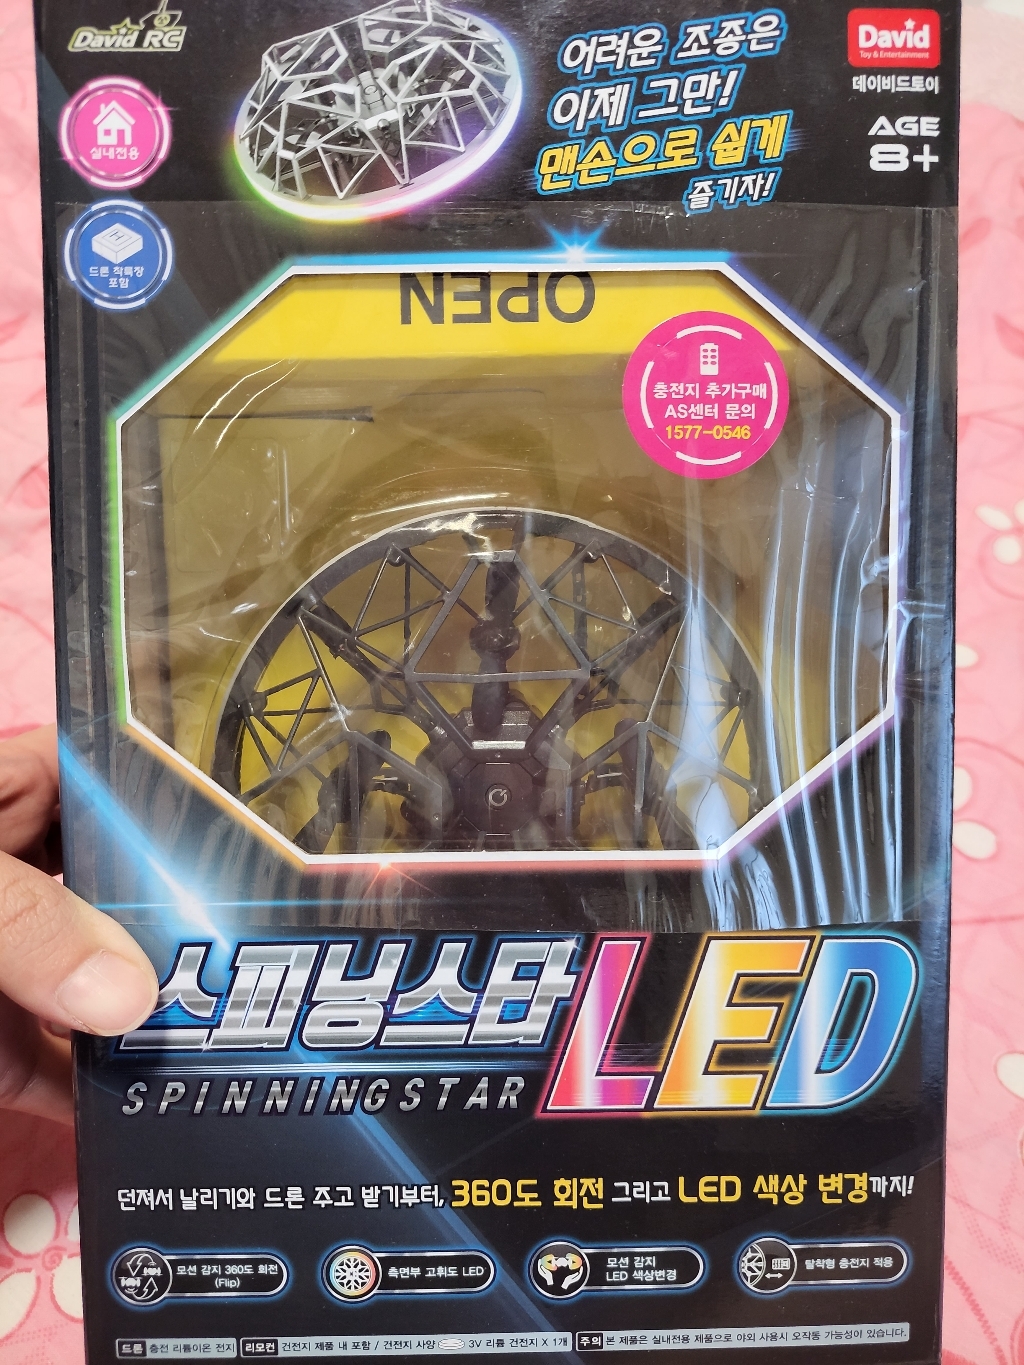 David RC
어려운 조종은
이제 그만!
맨손으로 쉽게
즐기자!
David
Toy & Entertainment
데이비드토이
AGE
8+
실내전용
H
드론 착륙장
포함
OPEN
충전지 추가구매
AS센터 문의
1577-0546
스피닝스타 LED
SPINNINGSTAR
던져서 날리기와 드론 주고 받기부터, 360도 회전 그리고 LED 색상 변경까지!
모션 감지 360도 회전
(Flip)
측면부 고휘도 LED
모션 감지
LED 색상변경
탈착형 충전지 적용
드론 충전 리튬이온 전지
리모컨 건전지 제품 내 포함 / 건전지 사양 3V 리튬 건전지 X 1개
주의 본 제품은 실내전용 제품으로 야외 사용시 오작동 가능성이 있습니다.